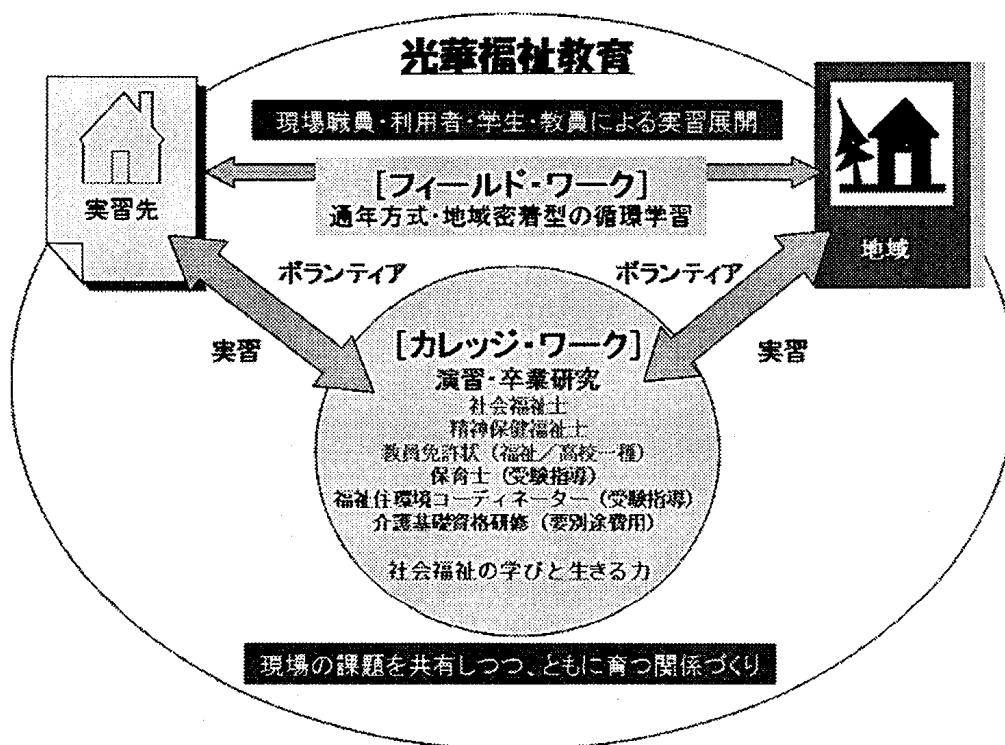 光華福祉教育
現場職員・利用者・学生・教員による実習展開
[フィールド・ワーク]
通年方式・地域密着型の循環学習
実習先
地域
ボランティア
ボランティア
実習
実習
[カレッジ・ワーク]
演習・卒業研究
社会福祉士
精神保健福祉士
教員免許状(福祉/高校一種)
保育士(受験指導)
福祉住環境コーディネーター(受験指導)
介護基礎資格研修(要別途費用)
社会福祉の学びと生きる力
現場の課題を共有しつつ、ともに育つ関係づくり